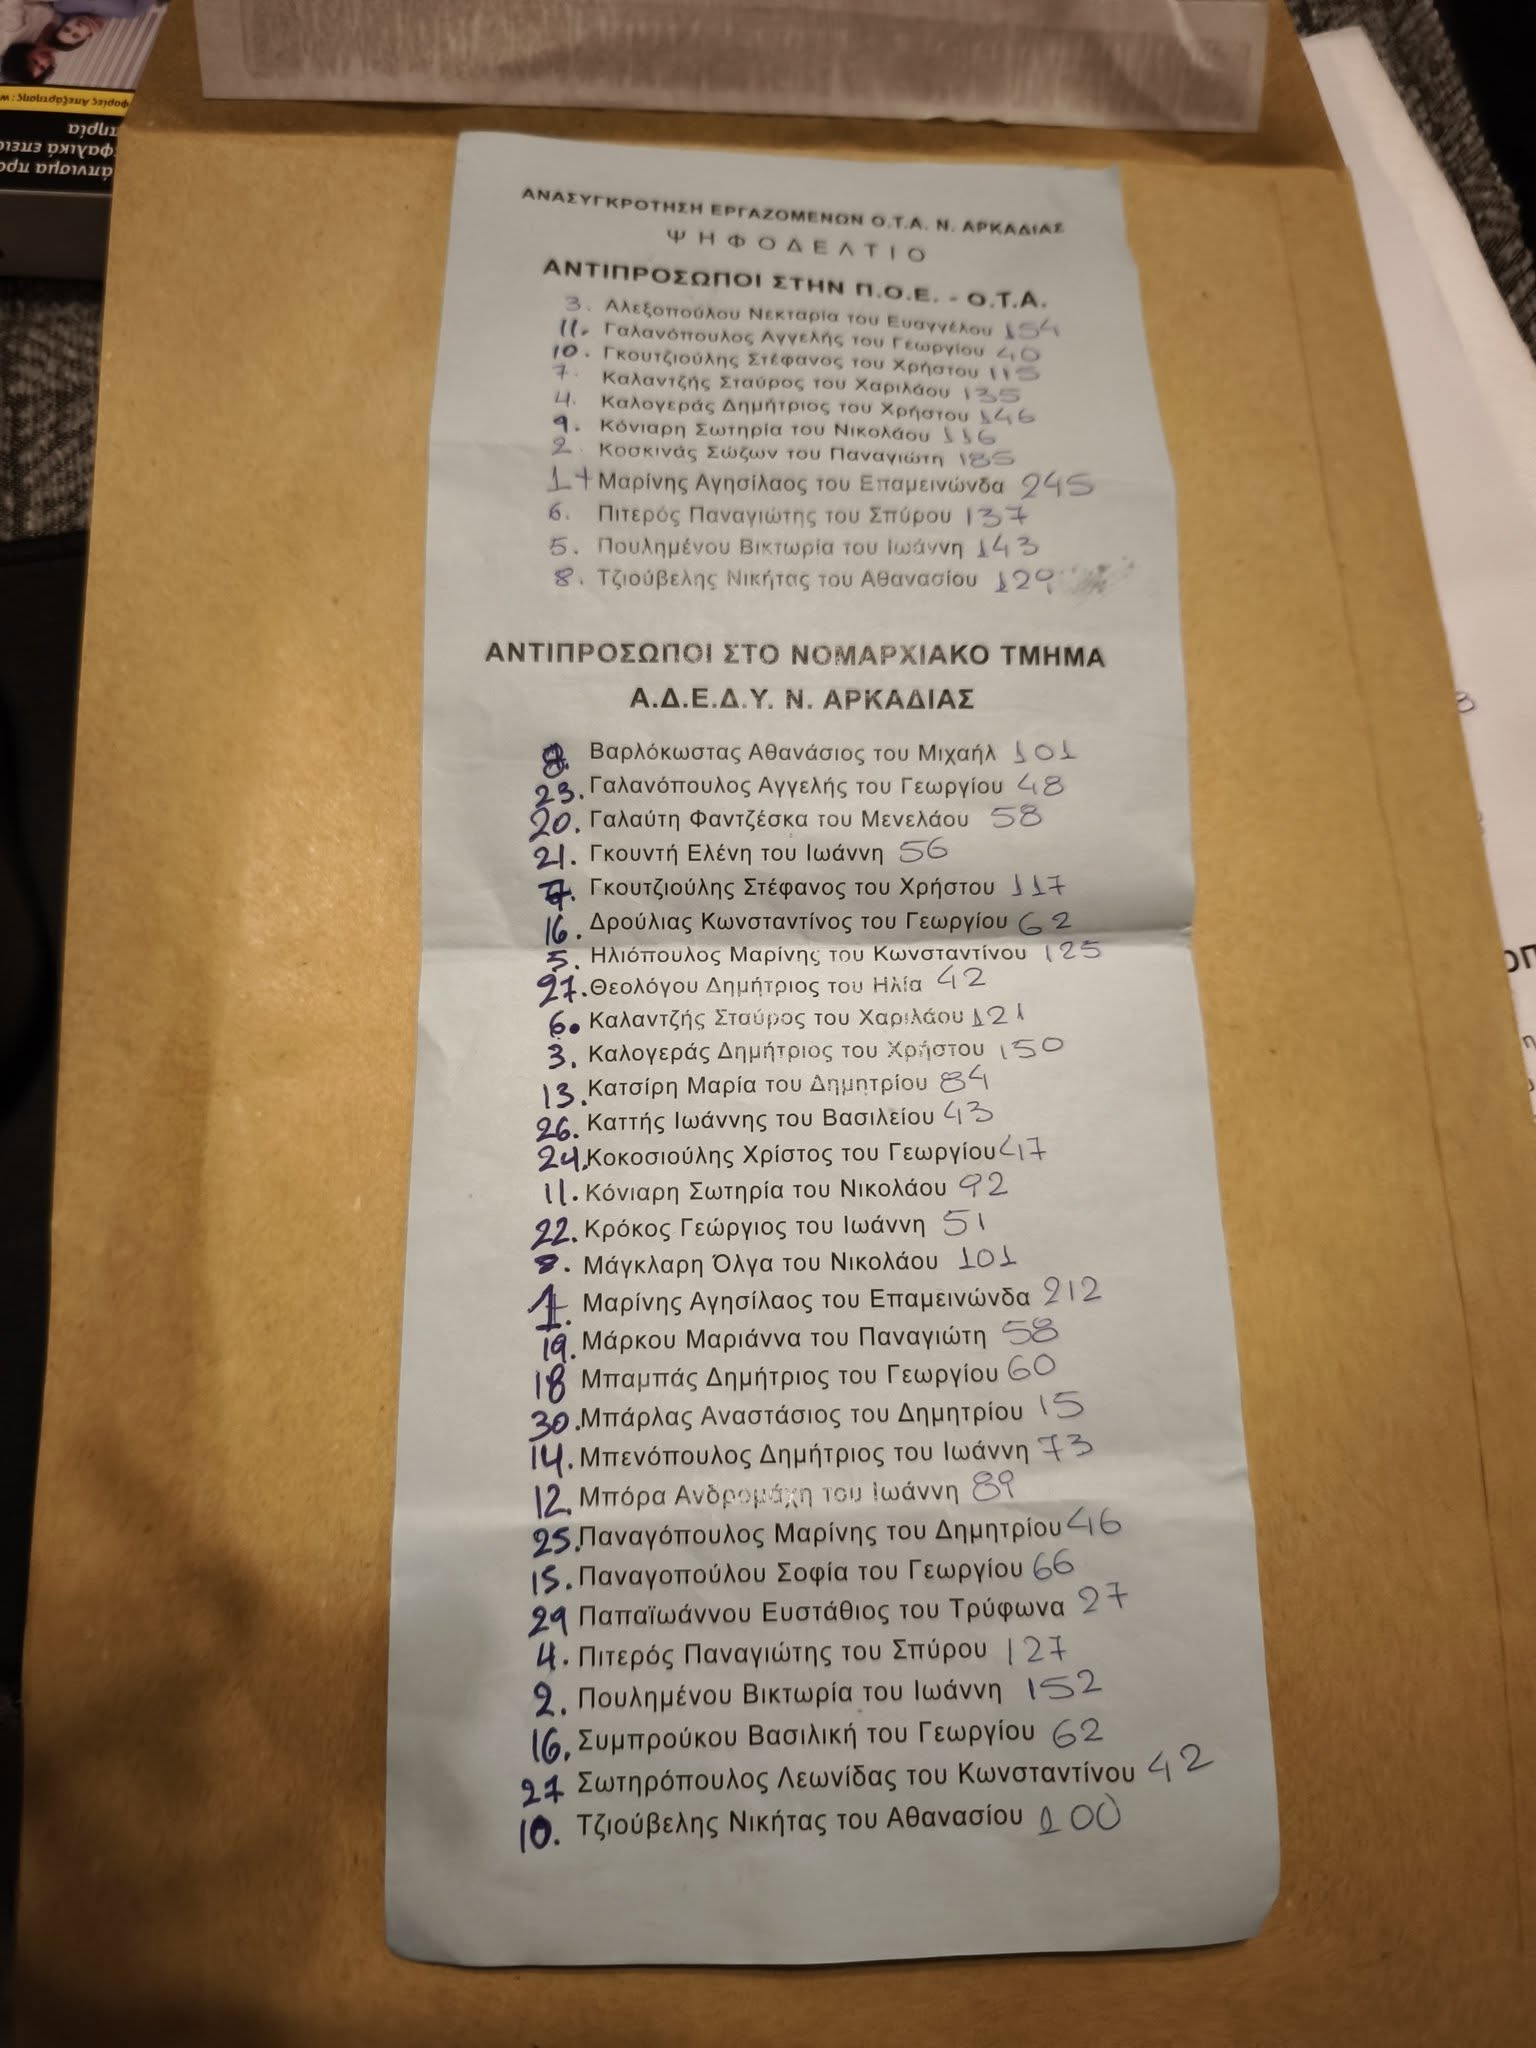 άπνισμα προ
φαλικά επεισ
φορίες Απεξάρτησης: w
ΑΝΑΣΥΓΚΡΟΤΗΣΗ ΕΡΓΑΖΟΜΕΝΩΝ Ο.Τ.Α. Ν. ΑΡΚΑΔΙΑΣ
ΨΗΦΟΔΕΛΤΙΟ
ΑΝΤΙΠΡΟΣΩΠΟΙ ΣΤΗΝ Π.Ο.Ε. - Ο.Τ.Α.
3. Αλεξοπούλου Νεκταρία του Ευαγγέλου 154
11. Γαλανόπουλος Αγγελής του Γεωργίου 40
10. Γκουτζιούλης Στέφανος του Χρήστου 115
7. Καλαντζής Σταύρος του Χαριλάου 135
4. Καλογεράς Δημήτριος του Χρήστου 146
9. Κόνιαρη Σωτηρία του Νικολάου 116
2. Κοσκινάς Σώζων του Παναγιώτη 185
1+ Μαρίνης Αγησίλαος του Επαμεινώνδα 245
6. Πιτερός Παναγιώτης του Σπύρου 137
5. Πουλημένου Βικτωρία του Ιωάννη 143
8. Τζιούβελης Νικήτας του Αθανασίου 129
ΑΝΤΙΠΡΟΣΩΠΟΙ ΣΤΟ ΝΟΜΑΡΧΙΑΚΟ ΤΜΗΜΑ
Α.Δ.Ε.Δ.Υ. Ν. ΑΡΚΑΔΙΑΣ
8. Βαρλόκωστας Αθανάσιος του Μιχαήλ 101
23. Γαλανόπουλος Αγγελής του Γεωργίου 48
20. Γαλαύτη Φαντζέσκα του Μενελάου 58
21. Γκουντή Ελένη του Ιωάννη 56
7. Γκουτζιούλης Στέφανος του Χρήστου 117
16. Δρούλιας Κωνσταντίνος του Γεωργίου 62
5. Ηλιόπουλος Μαρίνης του Κωνσταντίνου 125
27. Θεολόγου Δημήτριος του Ηλία 42
6. Καλαντζής Σταύρος του Χαριλάου 121
3. Καλογεράς Δημήτριος του Χρήστου 150
13. Κατσίρη Μαρία του Δημητρίου 84
26. Καττής Ιωάννης του Βασιλείου 43
24. Κοκοσιούλης Χρίστος του Γεωργίου 47
11. Κόνιαρη Σωτηρία του Νικολάου 92
22. Κρόκος Γεώργιος του Ιωάννη 51
8. Μάγκλαρη Όλγα του Νικολάου 101
1. Μαρίνης Αγησίλαος του Επαμεινώνδα 212
19. Μάρκου Μαριάννα του Παναγιώτη 58
18 Μπαμπάς Δημήτριος του Γεωργίου 60
30. Μπάρλας Αναστάσιος του Δημητρίου 15
14. Μπενόπουλος Δημήτριος του Ιωάννη 73
12. Μπόρα Ανδρομάχη του Ιωάννη 89
25. Παναγόπουλος Μαρίνης του Δημητρίου 46
15. Παναγοπούλου Σοφία του Γεωργίου 66
29 Παπαϊωάννου Ευστάθιος του Τρύφωνα 27
4. Πιτερός Παναγιώτης του Σπύρου 127
2. Πουλημένου Βικτωρία του Ιωάννη 152
16. Συμπρούκου Βασιλική του Γεωργίου 62
27 Σωτηρόπουλος Λεωνίδας του Κωνσταντίνου 42
10. Τζιούβελης Νικήτας του Αθανασίου 100